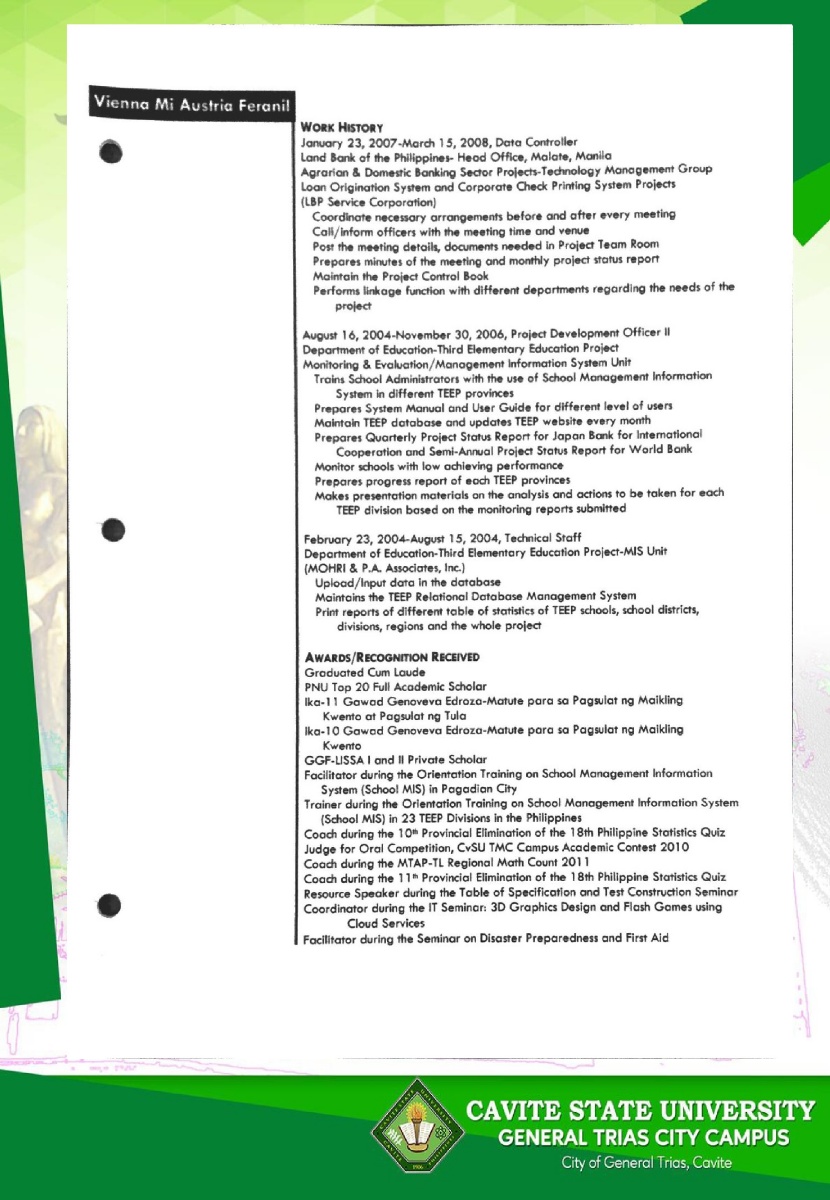 Vienna Mi Austria Feranil
WORK HISTORY
January 23, 2007-March 15, 2008, Data Controller
Land Bank of the Philippines- Head Office, Malate, Manila
Agrarian & Domestic Banking Sector Projects-Technology Management Group
Loan Origination System and Corporate Check Printing System Projects
(LBP Service Corporation)
Coordinate necessary arrangements before and after every meeting
Call/inform officers with the meeting time and venue
Post the meeting details, documents needed in Project Team Room
Prepares minutes of the meeting and monthly project status report
Maintain the Project Control Book
Performs linkage function with different departments regarding the needs of the
project
August 16, 2004-November 30, 2006, Project Development Officer II
Department of Education-Third Elementary Education Project
Monitoring & Evaluation/Management Information System Unit
Trains School Administrators with the use of School Management Information
System in different TEEP provinces
Prepares System Manual and User Guide for different level of users
Maintain TEEP database and updates TEEP website every month
Prepares Quarterly Project Status Report for Japan Bank for International
Cooperation and Semi-Annual Project Status Report for World Bank
Monitor schools with low achieving performance
Prepares progress report of each TEEP provinces
Makes presentation materials on the analysis and actions to be taken for each
TEEP division based on the monitoring reports submitted
February 23, 2004-August 15, 2004, Technical Staff
Department of Education-Third Elementary Education Project-MIS Unit
(MOHRI & P.A. Associates, Inc.)
Upload/Input data in the database
Maintains the TEEP Relational Database Management System
Print reports of different table of statistics of TEEP schools, school districts,
divisions, regions and the whole project
AWARDS/RECOGNITION RECEIVED
Graduated Cum Laude
PNU Top 20 Full Academic Scholar
Ika-11 Gawad Genoveva Edroza-Matute para sa Pagsulat ng Maikling
Kwento at Pagsulat ng Tula
Ika-10 Gawad Genoveva Edroza-Matute para sa Pagsulat ng Maikling
Kwento
GGF-LISSA I and II Private Scholar
Facilitator during the Orientation Training on School Management Information
System (School MIS) in Pagadian City
Trainer during the Orientation Training on School Management Information System
(School MIS) in 23 TEEP Divisions in the Philippines
Coach during the 10th Provincial Elimination of the 18th Philippine Statistics Quiz
Judge for Oral Competition, CvSU TMC Campus Academic Contest 2010
Coach during the MTAP-TL Regional Math Count 2011
Coach during the 11th Provincial Elimination of the 18th Philippine Statistics Quiz
Resource Speaker during the Table of Specification and Test Construction Seminar
Coordinator during the IT Seminar: 3D Graphics Design and Flash Games using
Cloud Services
Facilitator during the Seminar on Disaster Preparedness and First Aid
CAVITE STATE UNIVERSITY
GENERAL TRIAS CITY CAMPUS
City of General Trias, Cavite